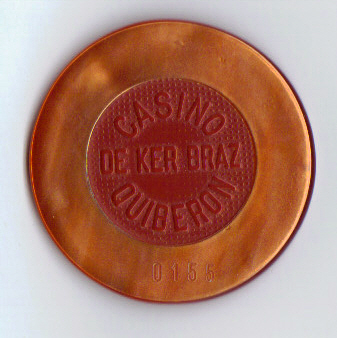 CASINO
DE KER BRAZ
QUIBERON
0155